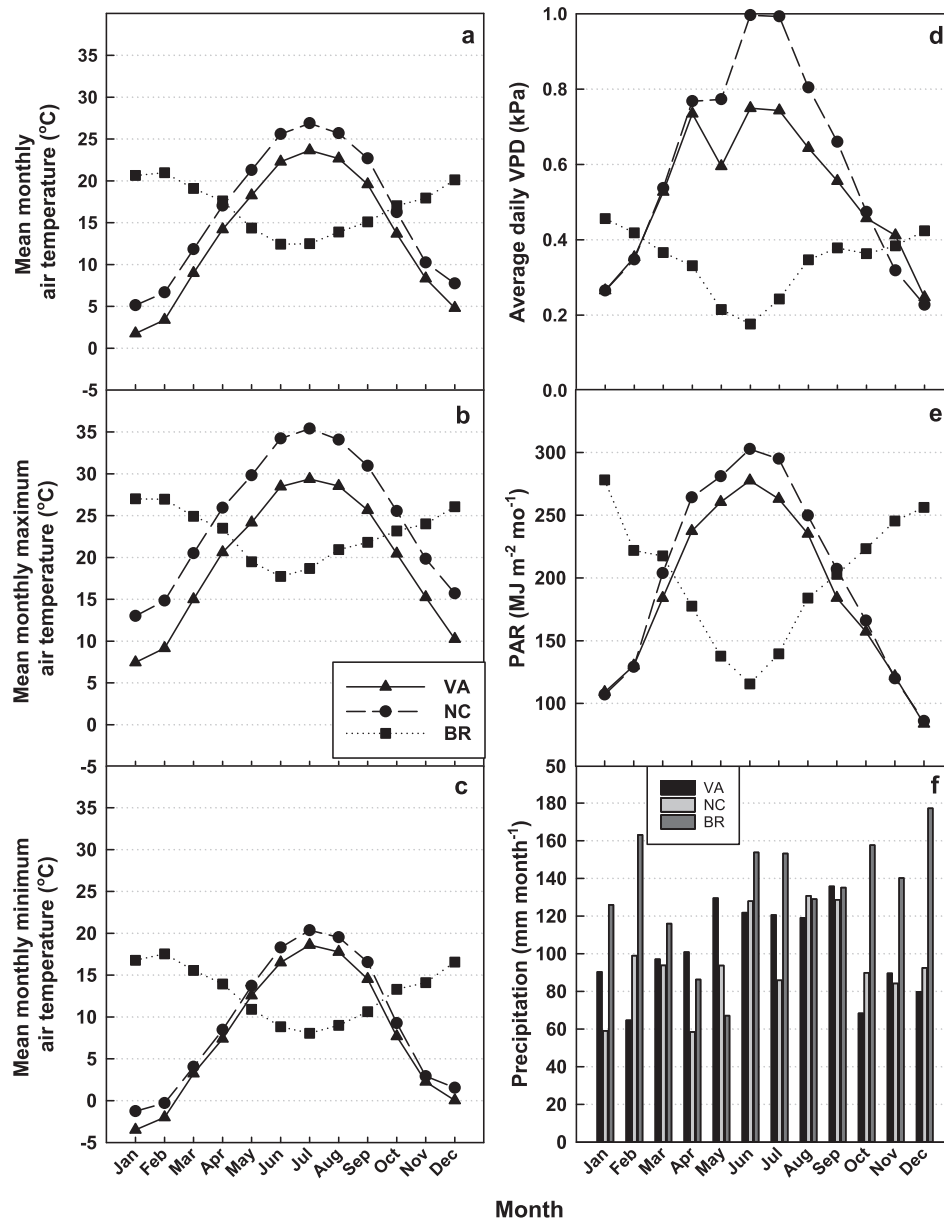 a
Mean monthly
air temperature (°C)
35
30
25
20
15
10
5
0
-5
b
Mean monthly maximum
air temperature (°C)
35
30
25
20
15
10
5
0
-5
VA
NC
BR
c
Mean monthly minimum
air temperature (°C)
35
30
25
20
15
10
5
0
-5
Jan
Feb
Mar
Apr
May
Jun
Jul
Aug
Sep
Oct
Nov
Dec
d
Average daily VPD (kPa)
1.0
0.8
0.6
0.4
0.2
0.0
e
PAR (MJ m-2 mo-1)
300
250
200
150
100
50
f
Precipitation (mm month-1)
VA
NC
BR
180
160
140
120
100
80
60
40
20
0
Jan
Feb
Mar
Apr
May
Jun
Jul
Aug
Sep
Oct
Nov
Dec
Month